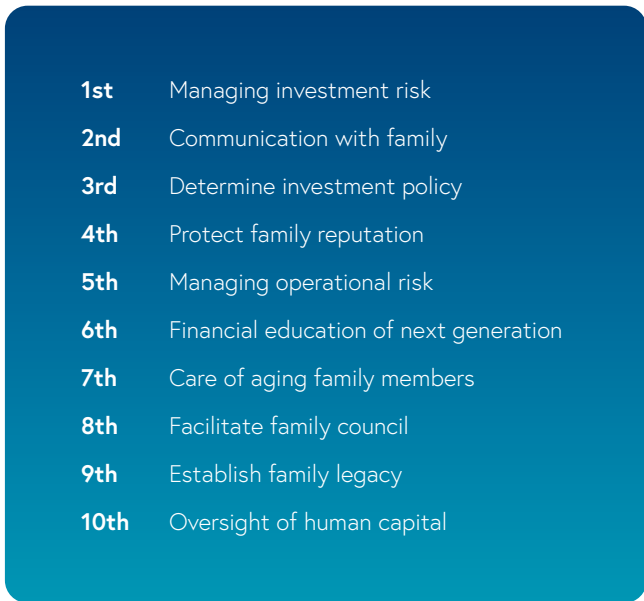 1st Managing investment risk
2nd Communication with family
3rd Determine investment policy
4th Protect family reputation
5th Managing operational risk
6th Financial education of next generation
7th Care of aging family members
8th Facilitate family council
9th Establish family legacy
10th Oversight of human capital